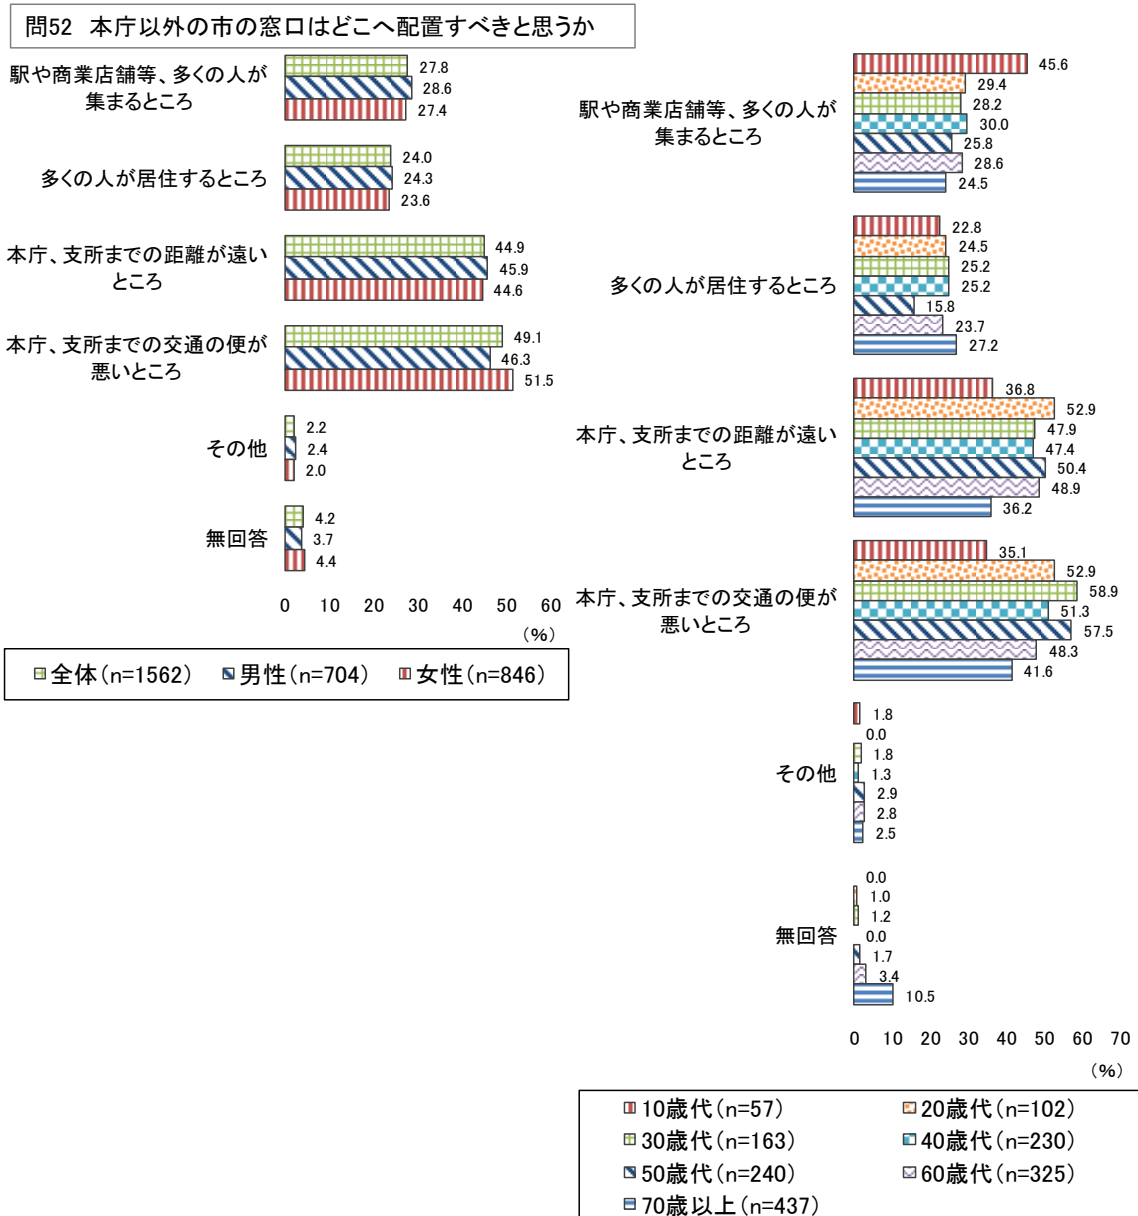 問52 本庁以外の市の窓口はどこへ配置すべきと思うか
駅や商業店舗等、多くの人が
集まるところ
27.8
28.6
27.4
多くの人が居住するところ
24.0
24.3
23.6
本庁、支所までの距離が遠い
ところ
44.9
45.9
44.6
本庁、支所までの交通の便が
悪いところ
49.1
46.3
51.5
その他
2.2
2.4
2.0
無回答
4.2
3.7
4.4
0 10 20 30 40 50 60
(%)
全体(n=1562) 男性(n=704) 女性(n=846)
駅や商業店舗等、多くの人が
集まるところ
45.6
29.4
28.2
30.0
25.8
28.6
24.5
多くの人が居住するところ
22.8
24.5
25.2
25.2
15.8
23.7
27.2
本庁、支所までの距離が遠い
ところ
36.8
52.9
47.9
47.4
50.4
48.9
36.2
本庁、支所までの交通の便が
悪いところ
35.1
52.9
58.9
51.3
57.5
48.3
41.6
その他
1.8
0.0
1.8
1.3
2.9
2.8
2.5
無回答
0.0
1.0
1.2
0.0
1.7
3.4
10.5
0 10 20 30 40 50 60 70
(%)
10歳代(n=57) 20歳代(n=102)
30歳代(n=163) 40歳代(n=230)
50歳代(n=240) 60歳代(n=325)
70歳以上(n=437)